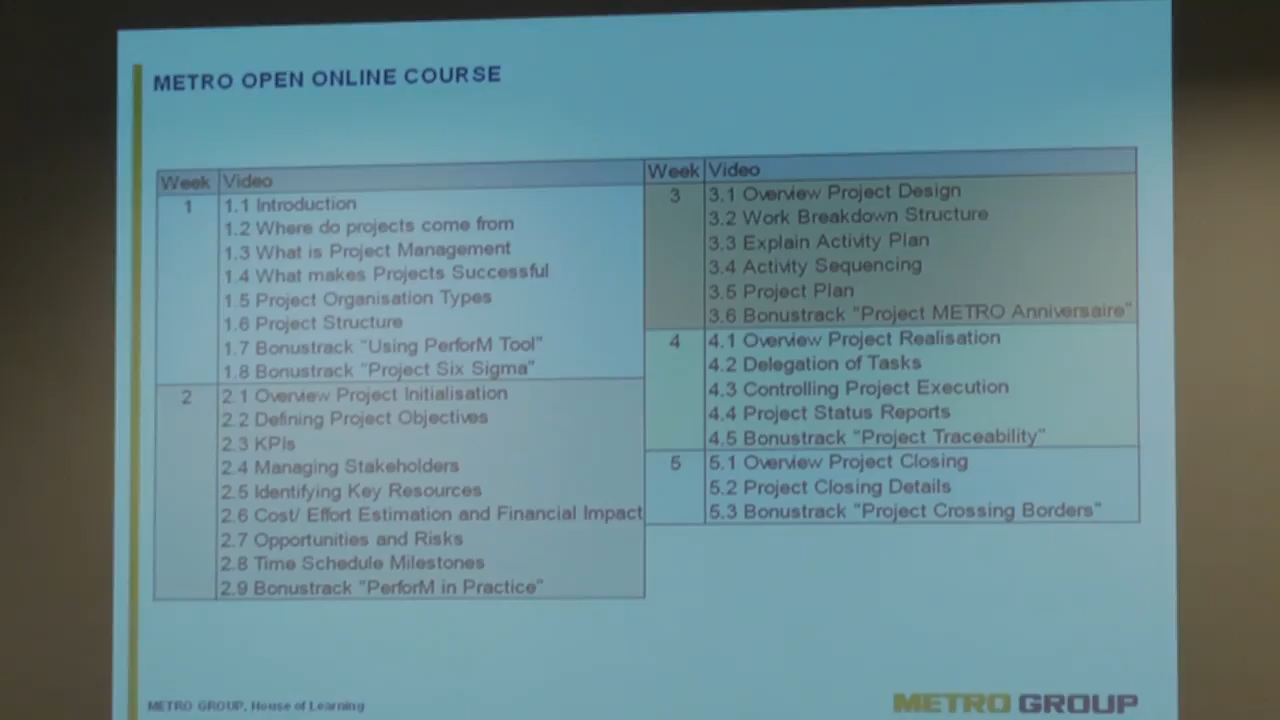 METRO OPEN ONLINE COURSE
Week Video
1 1.1 Introduction
1.2 Where do projects come from
1.3 What is Project Management
1.4 What makes Projects Successful
1.5 Project Organisation Types
1.6 Project Structure
1.7 Bonustrack "Using PerforM Tool"
1.8 Bonustrack "Project Six Sigma"
2 2.1 Overview Project Initialisation
2.2 Defining Project Objectives
2.3 KPIs
2.4 Managing Stakeholders
2.5 Identifying Key Resources
2.6 Cost/ Effort Estimation and Financial Impact
2.7 Opportunities and Risks
2.8 Time Schedule Milestones
2.9 Bonustrack "PerforM in Practice"
Week Video
3 3.1 Overview Project Design
3.2 Work Breakdown Structure
3.3 Explain Activity Plan
3.4 Activity Sequencing
3.5 Project Plan
3.6 Bonustrack "Project METRO Anniversaire"
4 4.1 Overview Project Realisation
4.2 Delegation of Tasks
4.3 Controlling Project Execution
4.4 Project Status Reports
4.5 Bonustrack "Project Traceability"
5 5.1 Overview Project Closing
5.2 Project Closing Details
5.3 Bonustrack "Project Crossing Borders"
METRO GROUP, House of Learning
METRO GROUP